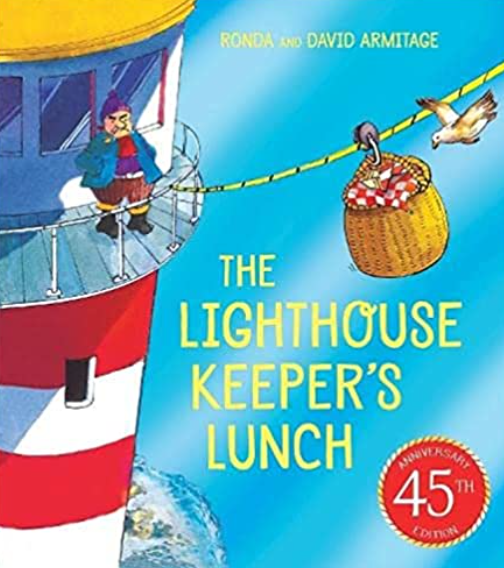 RONDA AND DAVID ARMITAGE
THE
LIGHTHOUSE
KEEPER'S
LUNCH
ANNIVERSARY
45TH
EDITION